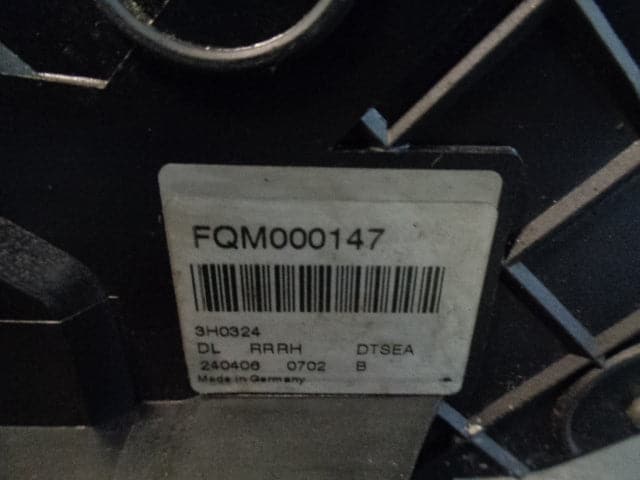 FQM000147
3H0324
DL RRRH DTSEA
240406 0702 B
Made in Germany